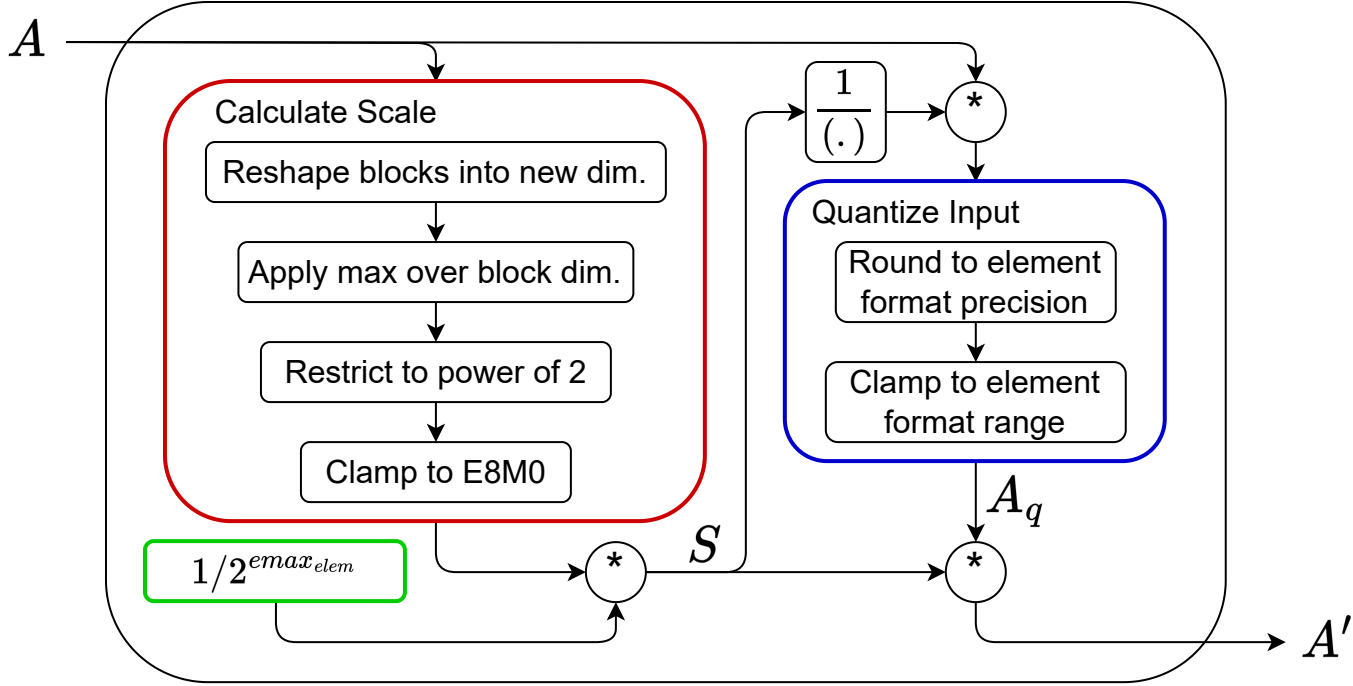 A
Calculate Scale
Reshape blocks into new dim.
Apply max over block dim.
Restrict to power of 2
Clamp to E8M0
1/2^{emax_{elem}}
*
S
1
(.)
*
Quantize Input
Round to element
format precision
Clamp to element
format range
A_q
*
A′